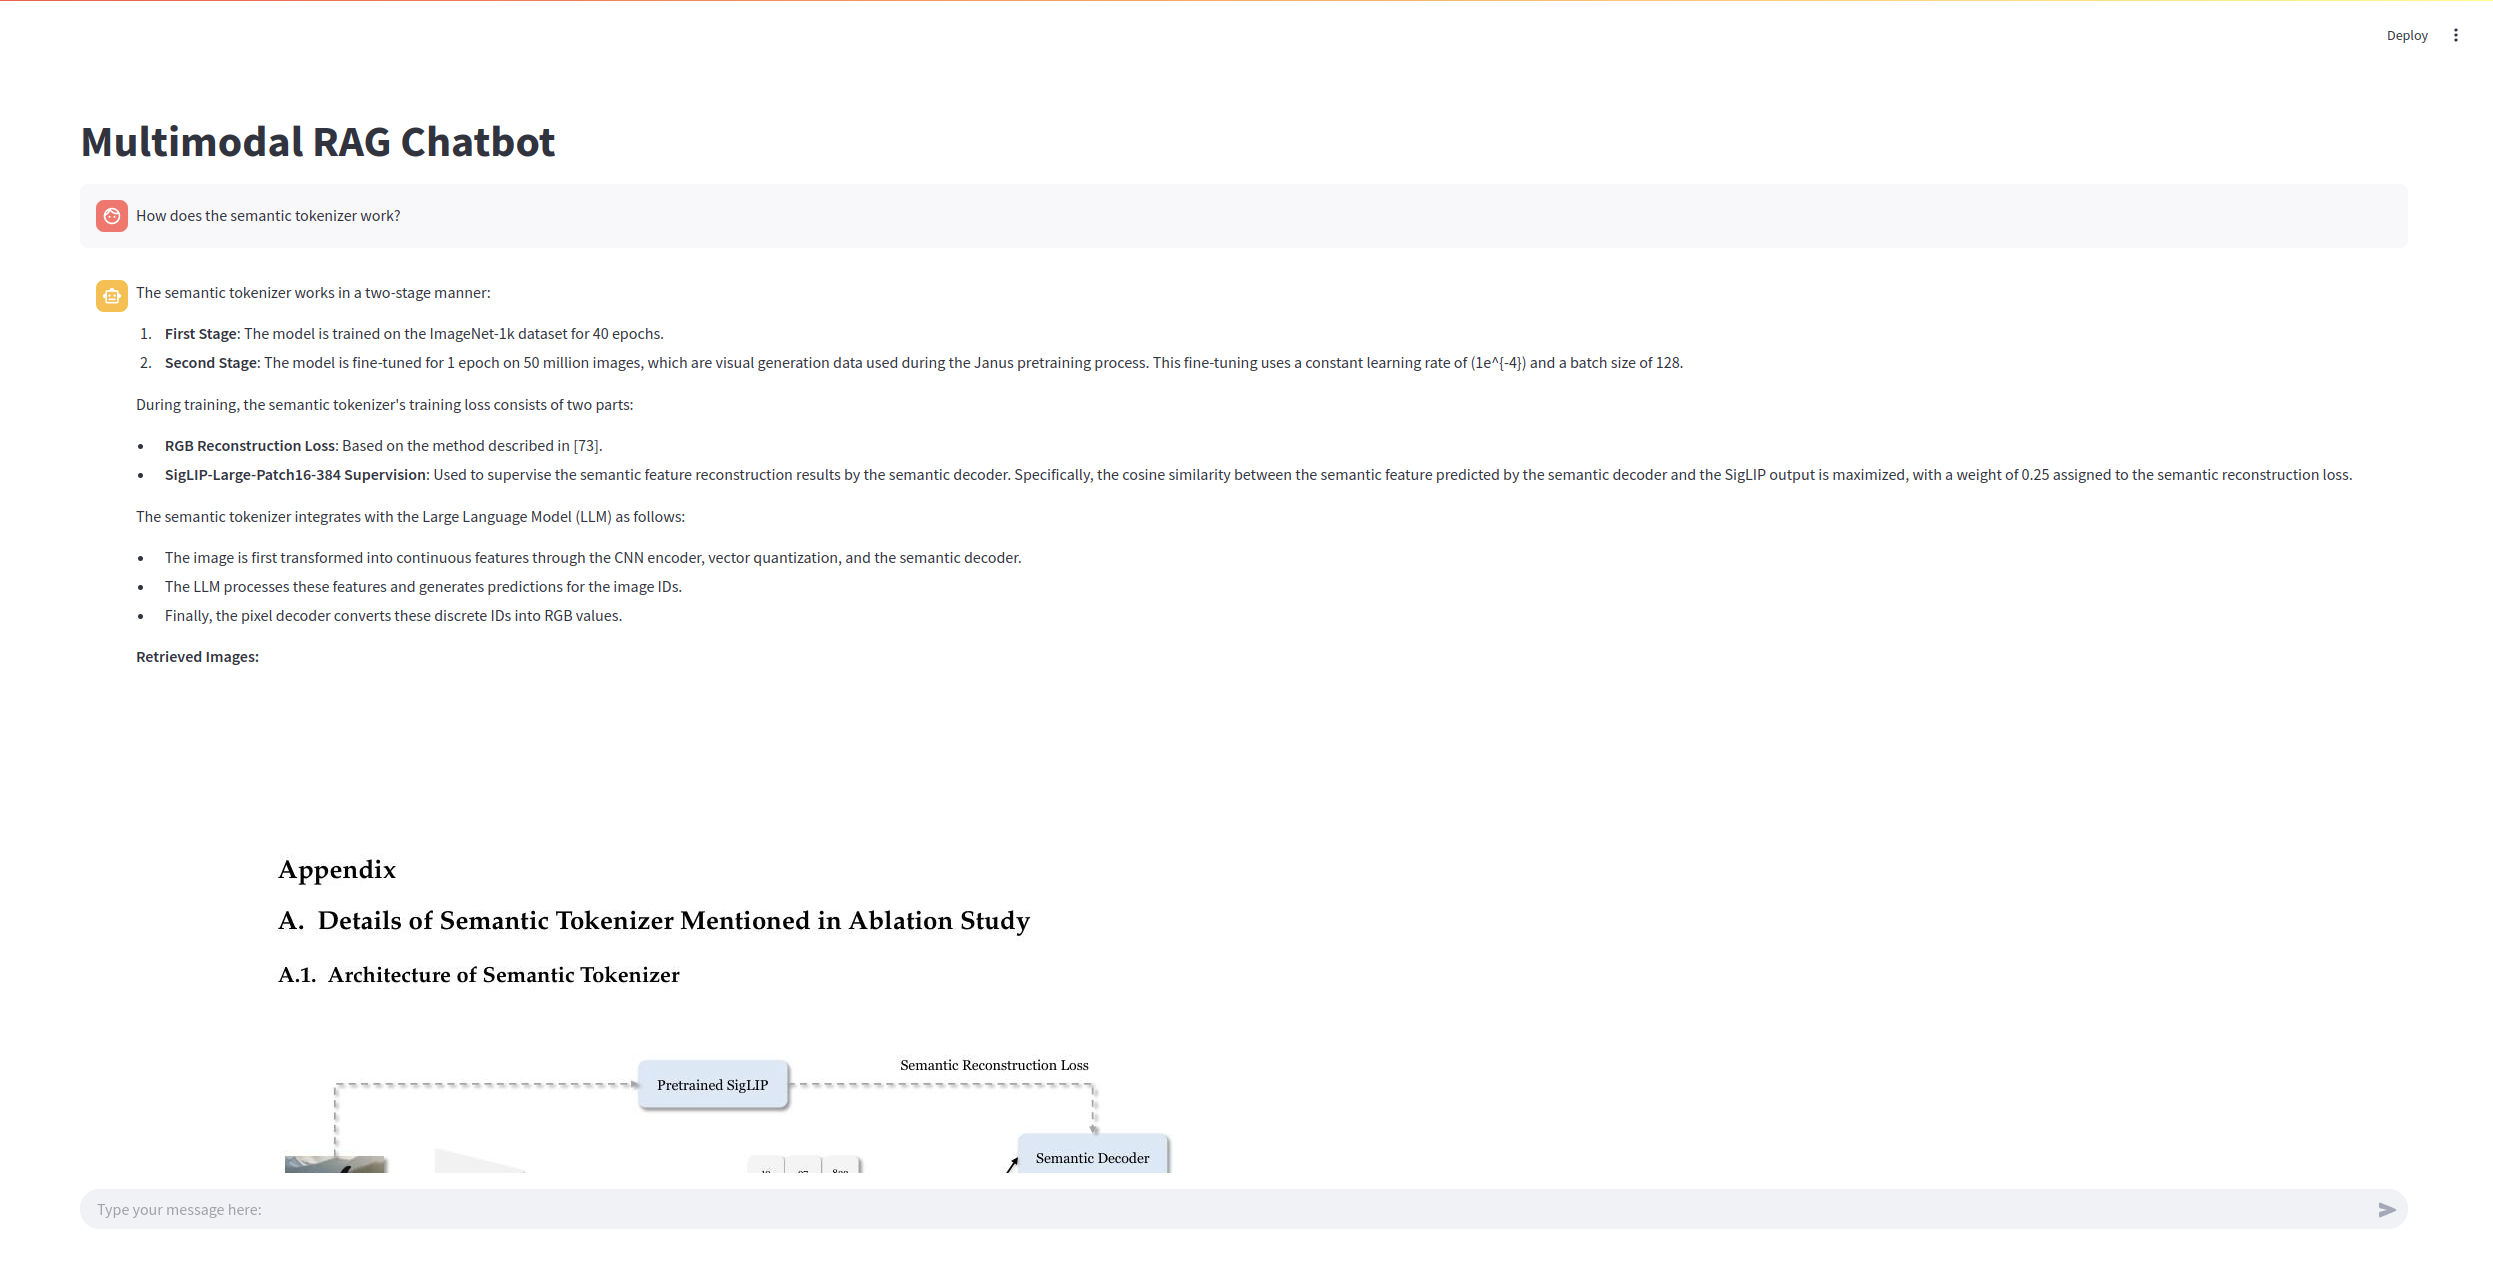 Deploy
Multimodal RAG Chatbot
How does the semantic tokenizer work?
The semantic tokenizer works in a two-stage manner:
1. First Stage: The model is trained on the ImageNet-1k dataset for 40 epochs.
2. Second Stage: The model is fine-tuned for 1 epoch on 50 million images, which are visual generation data used during the Janus pretraining process. This fine-tuning uses a constant learning rate of (1e^{-4}) and a batch size of 128.
During training, the semantic tokenizer's training loss consists of two parts:
• RGB Reconstruction Loss: Based on the method described in [73].
• SigLIP-Large-Patch16-384 Supervision: Used to supervise the semantic feature reconstruction results by the semantic decoder. Specifically, the cosine similarity between the semantic feature predicted by the semantic decoder and the SigLIP output is maximized, with a weight of 0.25 assigned to the semantic reconstruction loss.
The semantic tokenizer integrates with the Large Language Model (LLM) as follows:
• The image is first transformed into continuous features through the CNN encoder, vector quantization, and the semantic decoder.
• The LLM processes these features and generates predictions for the image IDs.
• Finally, the pixel decoder converts these discrete IDs into RGB values.
Retrieved Images:
Appendix
A. Details of Semantic Tokenizer Mentioned in Ablation Study
A.1. Architecture of Semantic Tokenizer
Semantic Reconstruction Loss
Pretrained SigLIP
Semantic Decoder
Type your message here: